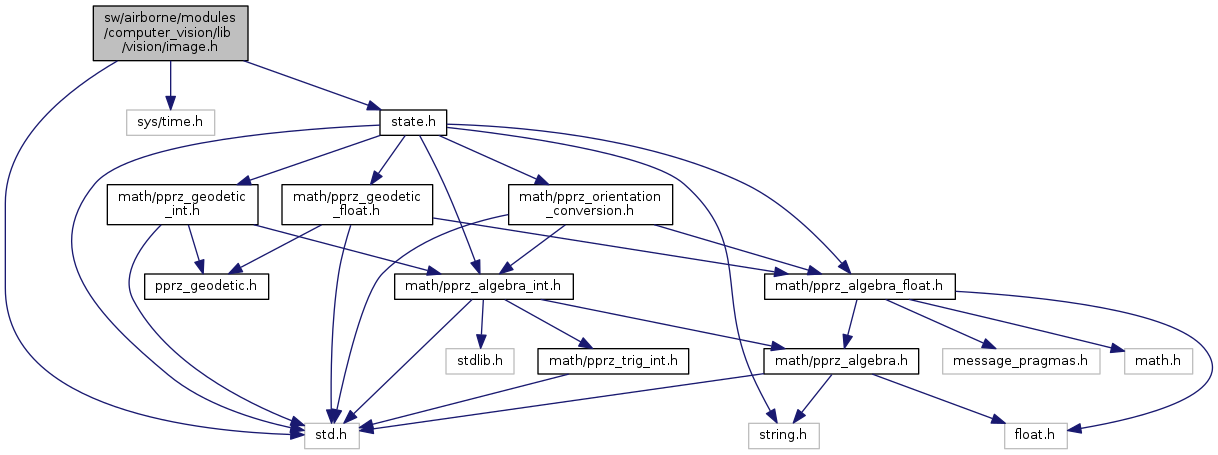 sw/airborne/modules
/computer_vision/lib
/vision/image.h
sys/time.h
state.h
math/pprz_geodetic
_int.h
math/pprz_geodetic
_float.h
math/pprz_orientation
_conversion.h
pprz_geodetic.h
math/pprz_algebra_int.h
math/pprz_algebra_float.h
stdlib.h
math/pprz_trig_int.h
math/pprz_algebra.h
message_pragmas.h
math.h
std.h
string.h
float.h